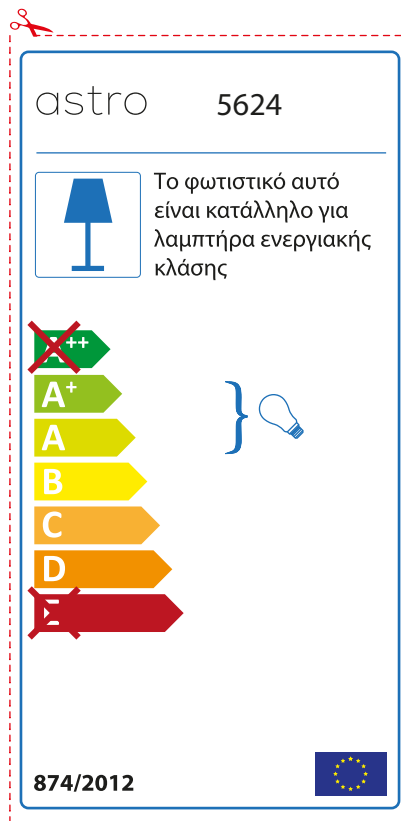 astro 5624
Το φωτιστικό αυτό
είναι κατάλληλο για
λαμπτήρα ενεργιακής
κλάσης
A++
A+
A
B
C
D
E
874/2012